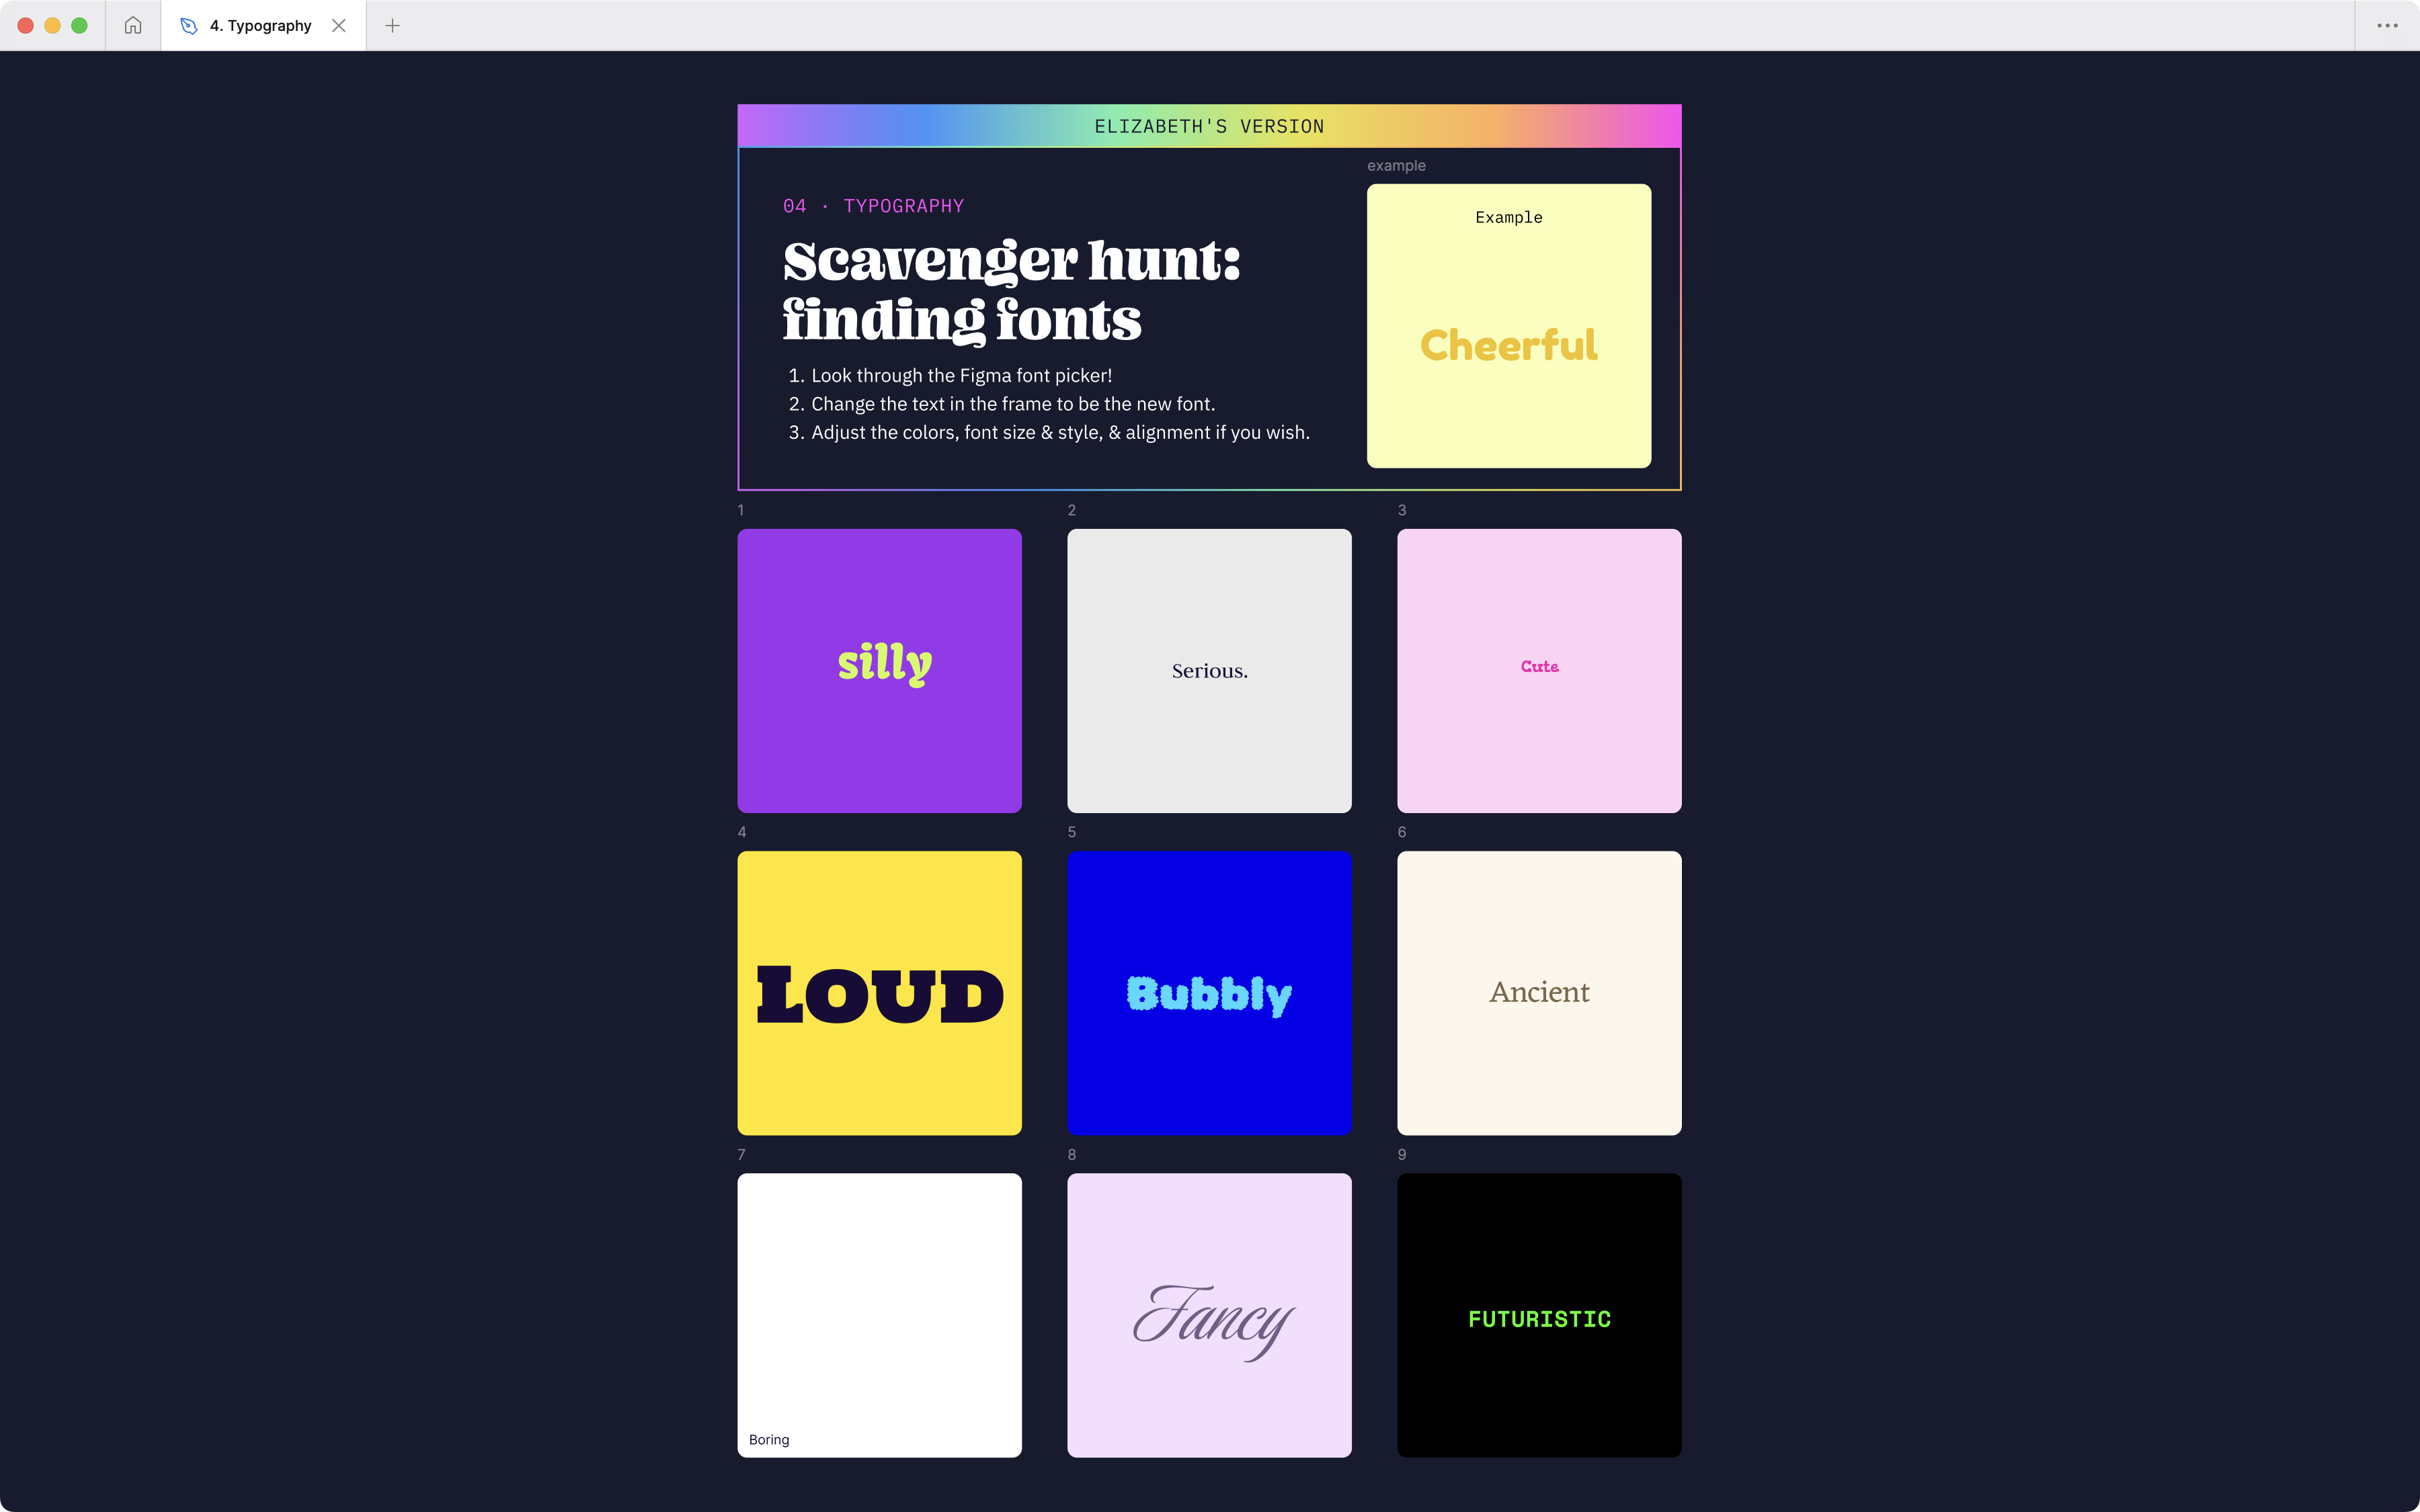 4. Typography
ELIZABETH'S VERSION
example
04 · TYPOGRAPHY
Example
Scavenger hunt:
finding fonts
Cheerful
1. Look through the Figma font picker!
2. Change the text in the frame to be the new font.
3. Adjust the colors, font size & style, & alignment if you wish.
1
2
3
silly
Serious.
Cute
4
5
6
LOUD
Bubbly
Ancient
7
8
9
Boring
Fancy
FUTURISTIC